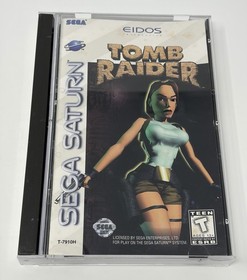 SEGA
EIDOS
TOMB
RAIDER
SEGA SATURN
SEGA
T-7910H
LICENSED BY SEGA ENTERPRISES, LTD.
FOR PLAY ON THE SEGA SATURN™ SYSTEM.
TEEN
T
ESRB